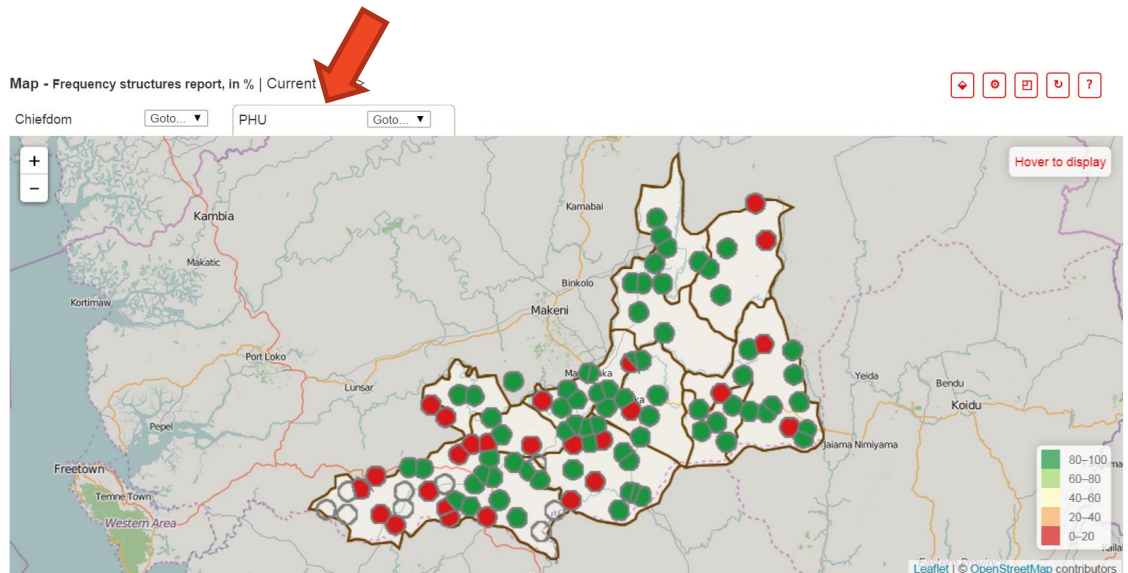 Map - Frequency structures report, in % | Current
Chiefdom
Goto... ▼
PHU
Goto... ▼
+
−
?
Hover to display
Kambia
Kamabai
Makatic
Binkolo
Kortimaw
Makeni
Port Loko
Lunsar
Yeida
Bendu
Koidu
Pepel
Jaiama Nimiyama
Freetown
Temne Town
Western Area
80–100
60–80
40–60
20–40
0–20
Leaflet | © OpenStreetMap contributors